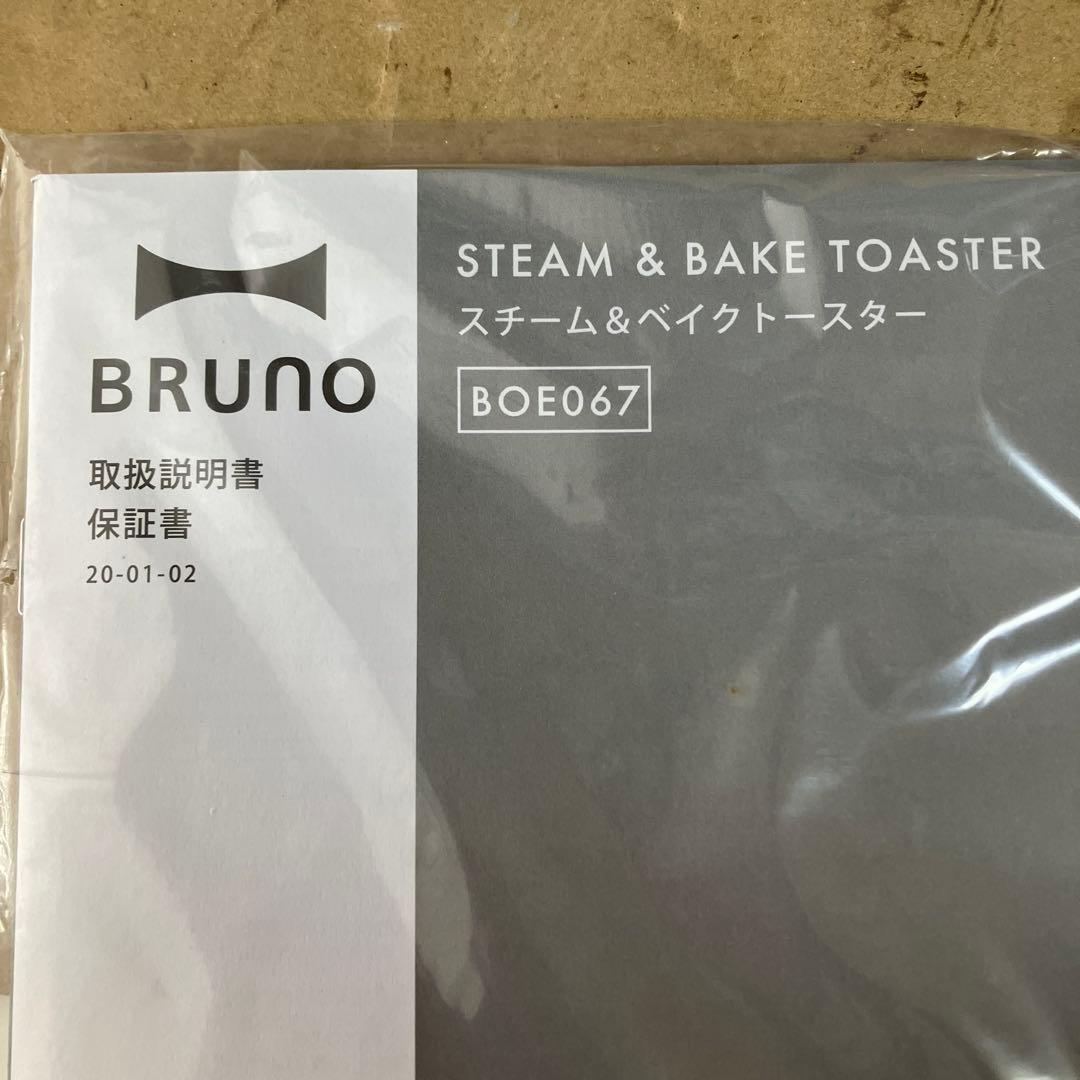 BRUNO
取扱説明書
保証書
20-01-02
STEAM & BAKE TOASTER
スチーム&ベイクトースター
BOE067